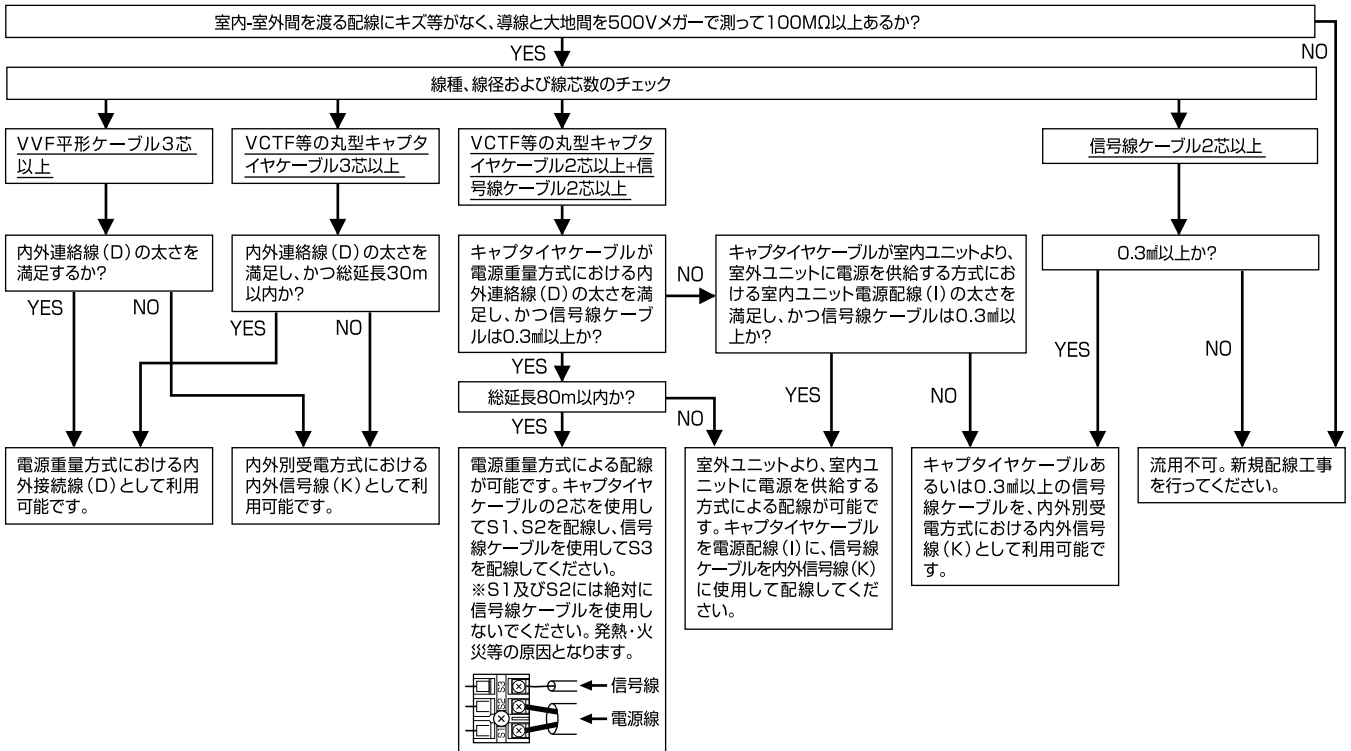 室内-室外間を渡る配線にキズ等がなく、導線と大地間を500Vメガーで測って100MΩ以上あるか?
YES
NO
線種、線径および線芯数のチェック
VVF平形ケーブル3芯
以上
VCTF等の丸型キャプタ
イヤケーブル3芯以上
VCTF等の丸型キャプタ
イヤケーブル2芯以上+信
号線ケーブル2芯以上
信号線ケーブル2芯以上
内外連絡線(D)の太さを
満足するか?
内外連絡線(D)の太さを
満足し、かつ総延長30m
以内か?
キャプタイヤケーブルが
電源重量方式における内
外連絡線(D)の太さを満
足し、かつ信号線ケーブ
ルは0.3㎟以上か?
NO
キャプタイヤケーブルが室内ユニットより、
室外ユニットに電源を供給する方式にお
ける室内ユニット電源配線(I)の太さを
満足し、かつ信号線ケーブルは0.3㎟以
上か?
0.3㎟以上か?
YES
NO
YES
NO
YES
総延長80m以内か?
YES
NO
YES
NO
YES
NO
電源重量方式における内
外接続線(D)として利用
可能です。
内外別受電方式における
内外信号線(K)として利
用可能です。
電源重量方式による配線
が可能です。キャプタイヤ
ケーブルの2芯を使用し
てS1、S2を配線し、信号
線ケーブルを使用してS3
を配線してください。
※S1及びS2には絶対に
信号線ケーブルを使用し
ないでください。発熱・火
災等の原因となります。
S3
S2
S1
信号線
電源線
室外ユニットより、室内ユ
ニットに電源を供給する
方式による配線が可能で
す。キャプタイヤケーブル
を電源配線(I)に、信号線
ケーブルを内外信号線(K)
に使用して配線してくだ
さい。
キャプタイヤケーブルあ
るいは0.3㎟以上の信号
線ケーブルを、内外別受
電方式における内外信号
線(K)として利用可能で
す。
流用不可。新規配線工事
を行ってください。